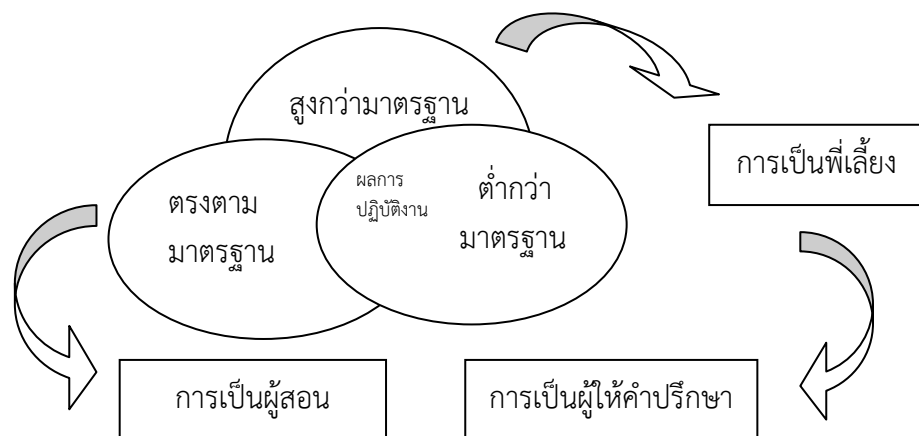 สูงกว่ามาตรฐาน
การเป็นพี่เลี้ยง
ตรงตาม
มาตรฐาน
ผลการ
ปฏิบัติงาน
ต่ำกว่า
มาตรฐาน
การเป็นผู้สอน
การเป็นผู้ให้คำปรึกษา